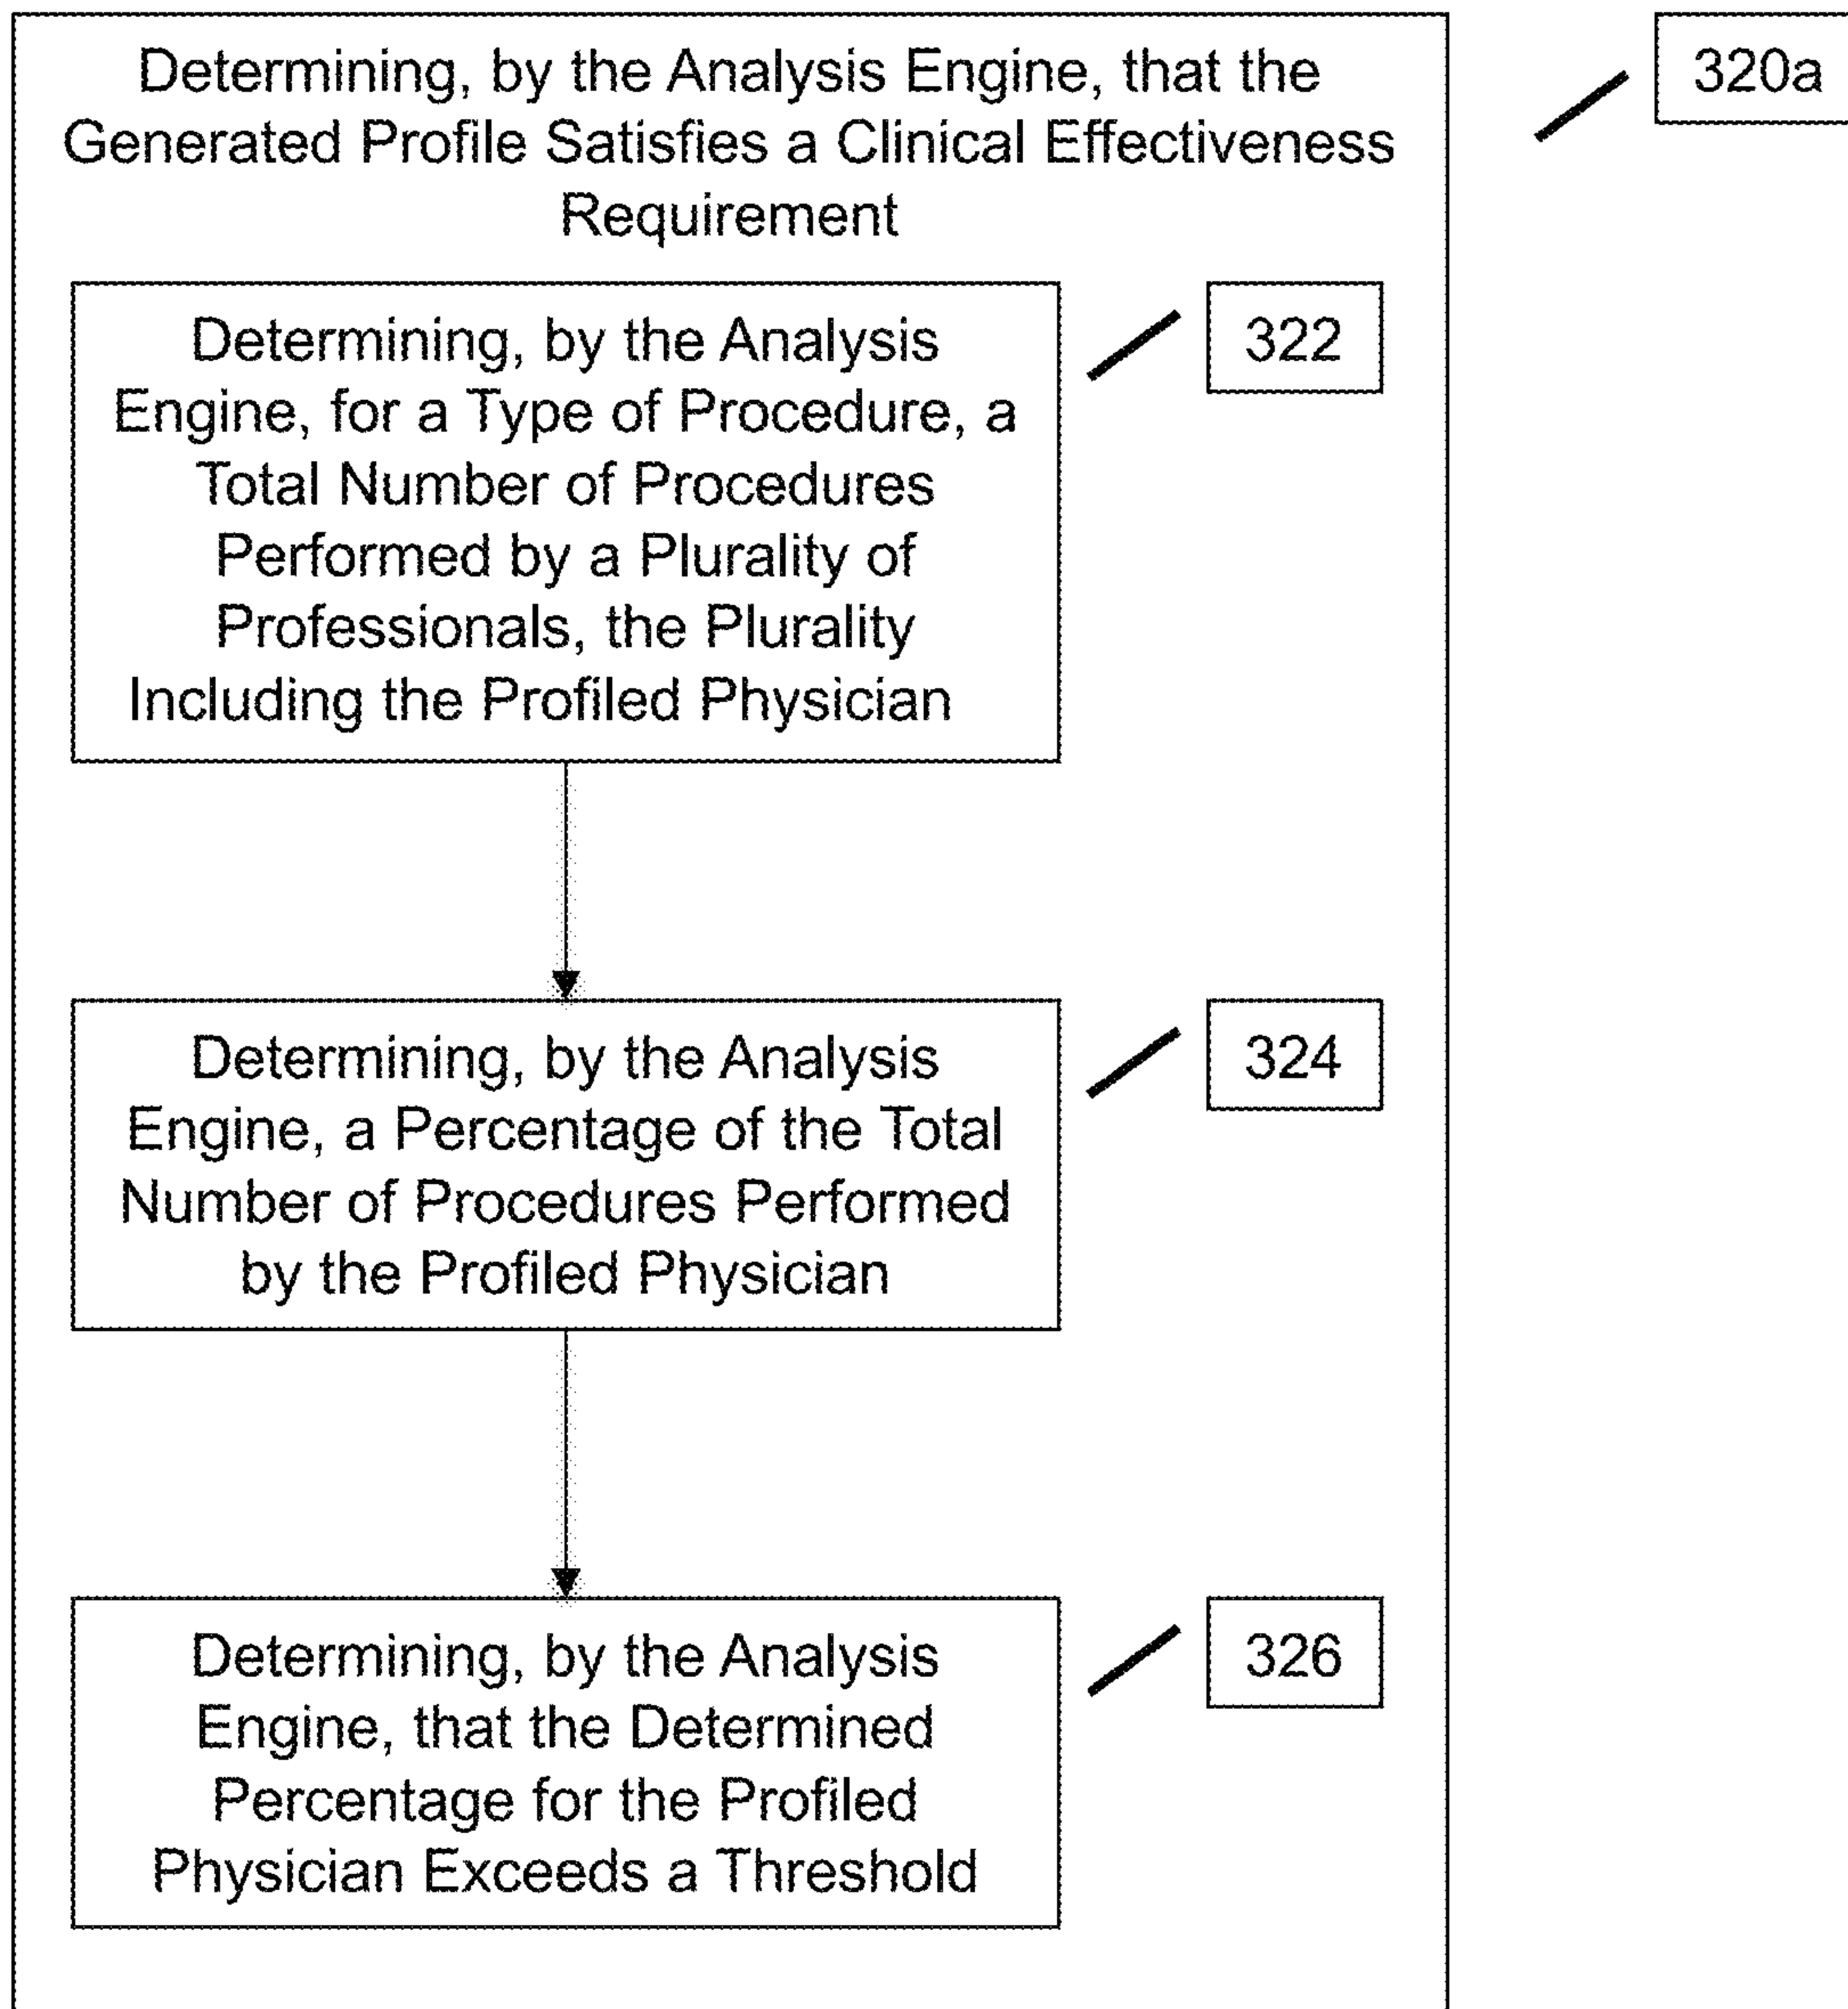 Determining, by the Analysis Engine, that the
Generated Profile Satisfies a Clinical Effectiveness
Requirement
320a
Determining, by the Analysis
Engine, for a Type of Procedure, a
Total Number of Procedures
Performed by a Plurality of
Professionals, the Plurality
Including the Profiled Physician
322
Determining, by the Analysis
Engine, a Percentage of the Total
Number of Procedures Performed
by the Profiled Physician
324
Determining, by the Analysis
Engine, that the Determined
Percentage for the Profiled
Physician Exceeds a Threshold
326